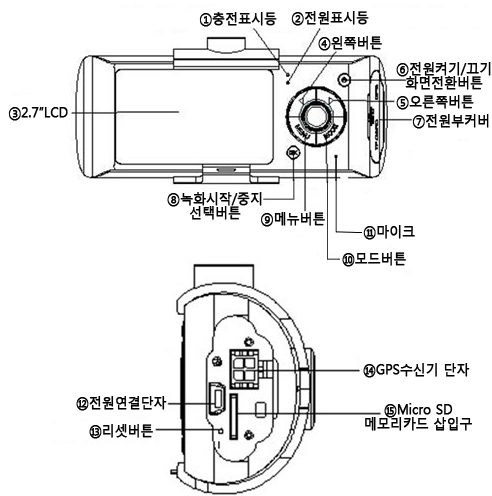 ①충전표시등
②전원표시등
④왼쪽버튼
⑥전원켜기/끄기
화면전환버튼
③2.7"LCD
⑤오른쪽버튼
⑦전원부커버
MENU
MODE
OK
⑧녹화시작/중지
선택버튼
⑨메뉴버튼
⑪마이크
⑩모드버튼
⑭GPS수신기 단자
⑫전원연결단자
⑮Micro SD
메모리카드 삽입구
⑬리셋버튼